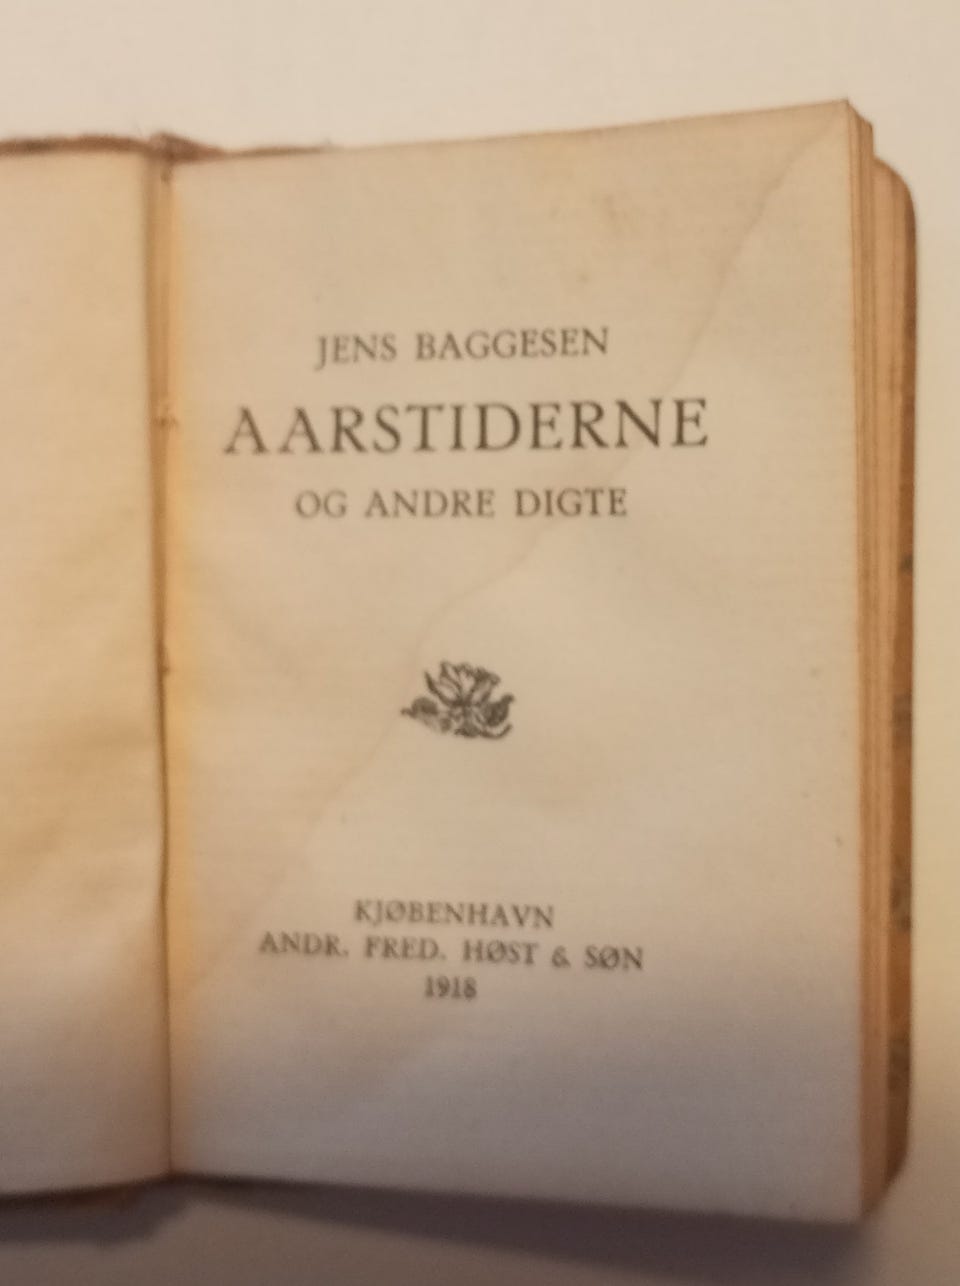 JENS BAGGESEN
AARSTIDERNE
OG ANDRE DIGTE
KJØBENHAVN
ANDR. FRED. HØST & SØN
1918